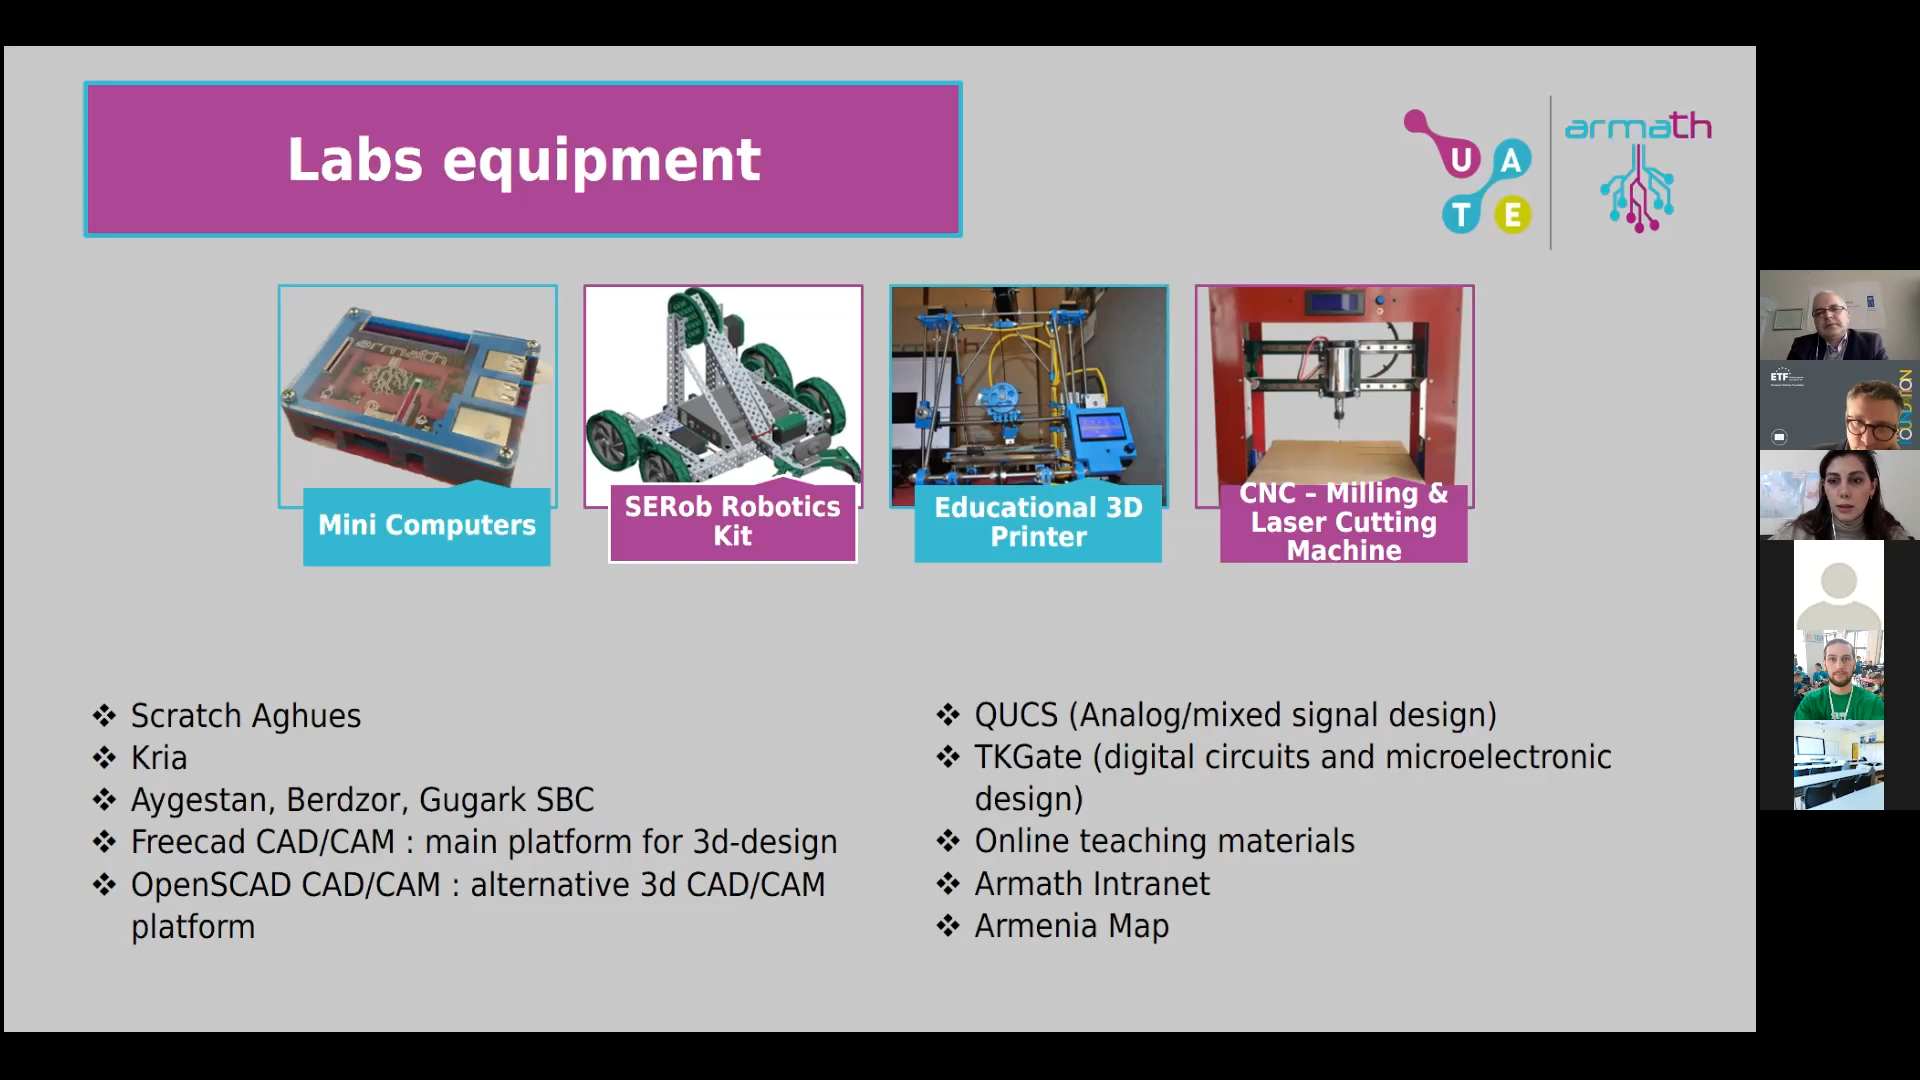 Labs equipment
U A
T E
armath
armath
Mini Computers
SERob Robotics
Kit
Educational 3D
Printer
CNC – Milling &
Laser Cutting
Machine
❖ Scratch Aghues
❖ Kria
❖ Aygestan, Berdzor, Gugark SBC
❖ Freecad CAD/CAM : main platform for 3d-design
❖ OpenSCAD CAD/CAM : alternative 3d CAD/CAM
platform
❖ QUCS (Analog/mixed signal design)
❖ TKGate (digital circuits and microelectronic
design)
❖ Online teaching materials
❖ Armath Intranet
❖ Armenia Map
ETF